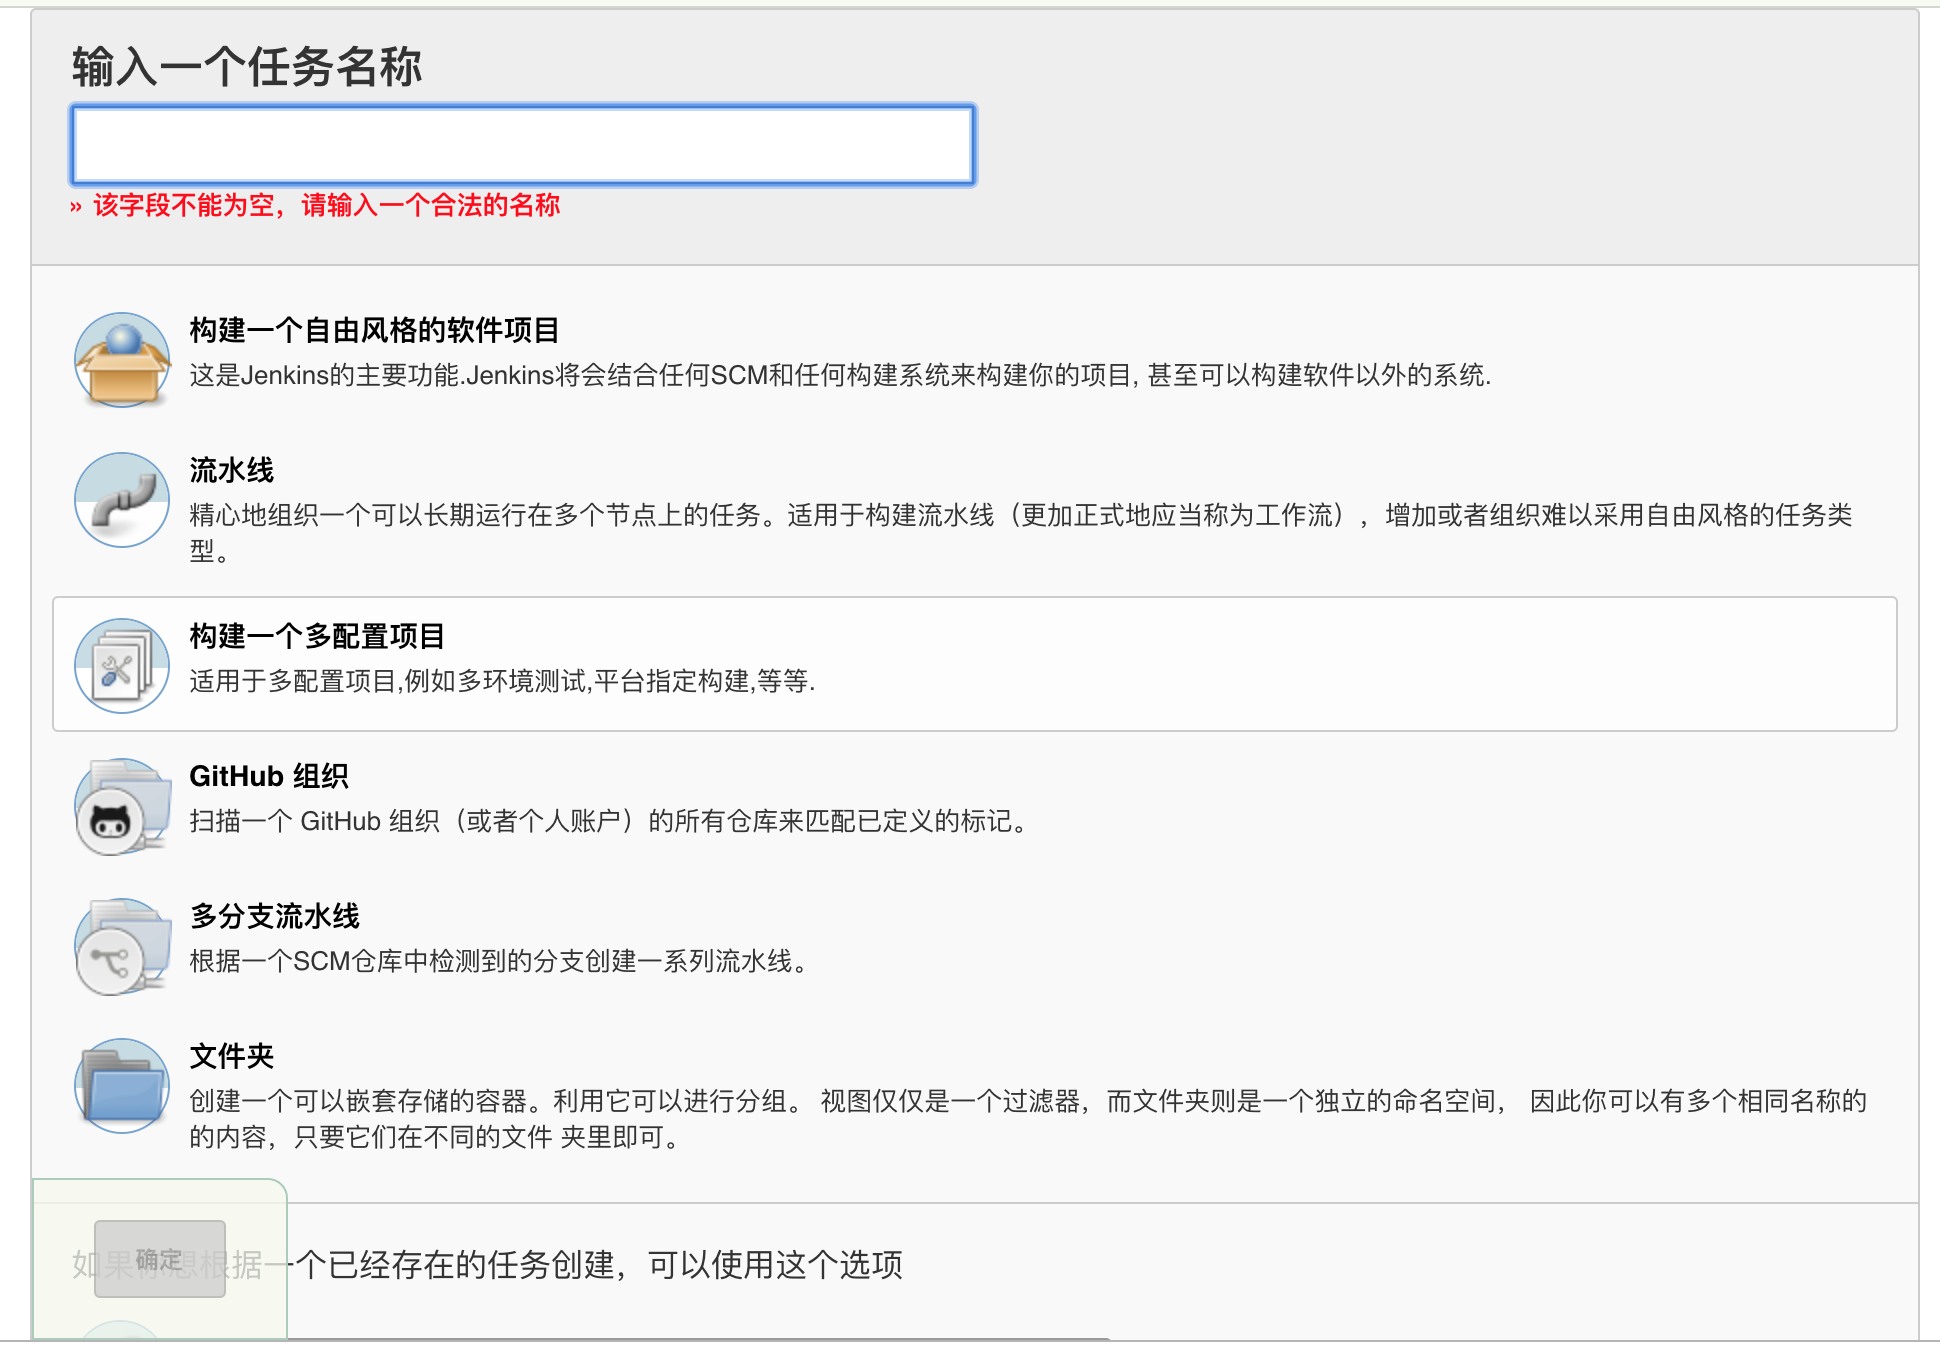 输入一个任务名称
» 该字段不能为空，请输入一个合法的名称
构建一个自由风格的软件项目
这是Jenkins的主要功能.Jenkins将会结合任何SCM和任何构建系统来构建你的项目, 甚至可以构建软件以外的系统.
流水线
精心地组织一个可以长期运行在多个节点上的任务。适用于构建流水线（更加正式地应当称为工作流），增加或者组织难以采用自由风格的任务类
型。
构建一个多配置项目
适用于多配置项目,例如多环境测试,平台指定构建,等等.
GitHub 组织
扫描一个 GitHub 组织（或者个人账户）的所有仓库来匹配已定义的标记。
多分支流水线
根据一个SCM仓库中检测到的分支创建一系列流水线。
文件夹
创建一个可以嵌套存储的容器。利用它可以进行分组。 视图仅仅是一个过滤器，而文件夹则是一个独立的命名空间， 因此你可以有多个相同名称的
的内容，只要它们在不同的文件 夹里即可。
如果你想根据一个已经存在的任务创建，可以使用这个选项
确定